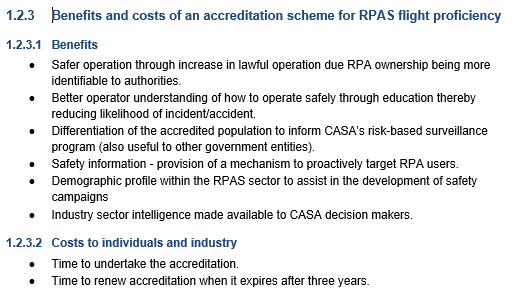 1.2.3 Benefits and costs of an accreditation scheme for RPAS flight proficiency
1.2.3.1 Benefits
• Safer operation through increase in lawful operation due RPA ownership being more
identifiable to authorities.
• Better operator understanding of how to operate safely through education thereby
reducing likelihood of incident/accident.
• Differentiation of the accredited population to inform CASA's risk-based surveillance
program (also useful to other government entities).
• Safety information - provision of a mechanism to proactively target RPA users.
• Demographic profile within the RPAS sector to assist in the development of safety
campaigns
• Industry sector intelligence made available to CASA decision makers.
1.2.3.2 Costs to individuals and industry
• Time to undertake the accreditation.
• Time to renew accreditation when it expires after three years.